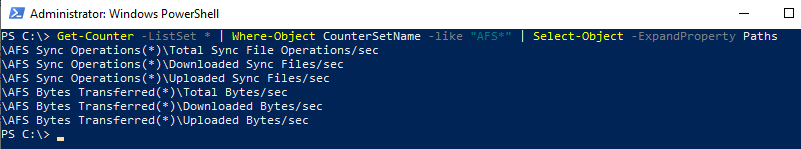 Administrator: Windows PowerShell
PS C:\> Get-Counter -ListSet * | Where-Object CounterSetName -like "AFS*" | Select-Object -ExpandProperty Paths
\AFS Sync Operations(*)\Total Sync File Operations/sec
\AFS Sync Operations(*)\Downloaded Sync Files/sec
\AFS Sync Operations(*)\Uploaded Sync Files/sec
\AFS Bytes Transferred(*)\Total Bytes/sec
\AFS Bytes Transferred(*)\Downloaded Bytes/sec
\AFS Bytes Transferred(*)\Uploaded Bytes/sec
PS C:\>